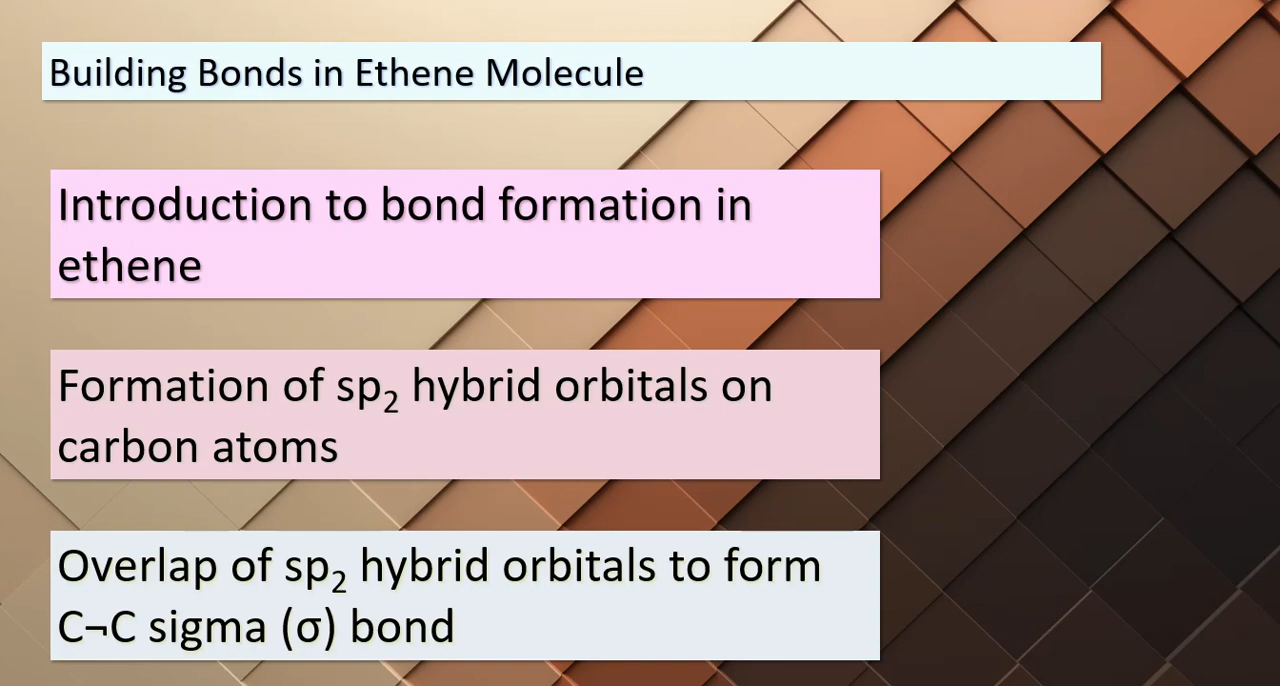 Building Bonds in Ethene Molecule
Introduction to bond formation in
ethene
Formation of sp₂ hybrid orbitals on
carbon atoms
Overlap of sp₂ hybrid orbitals to form
C¬C sigma (σ) bond